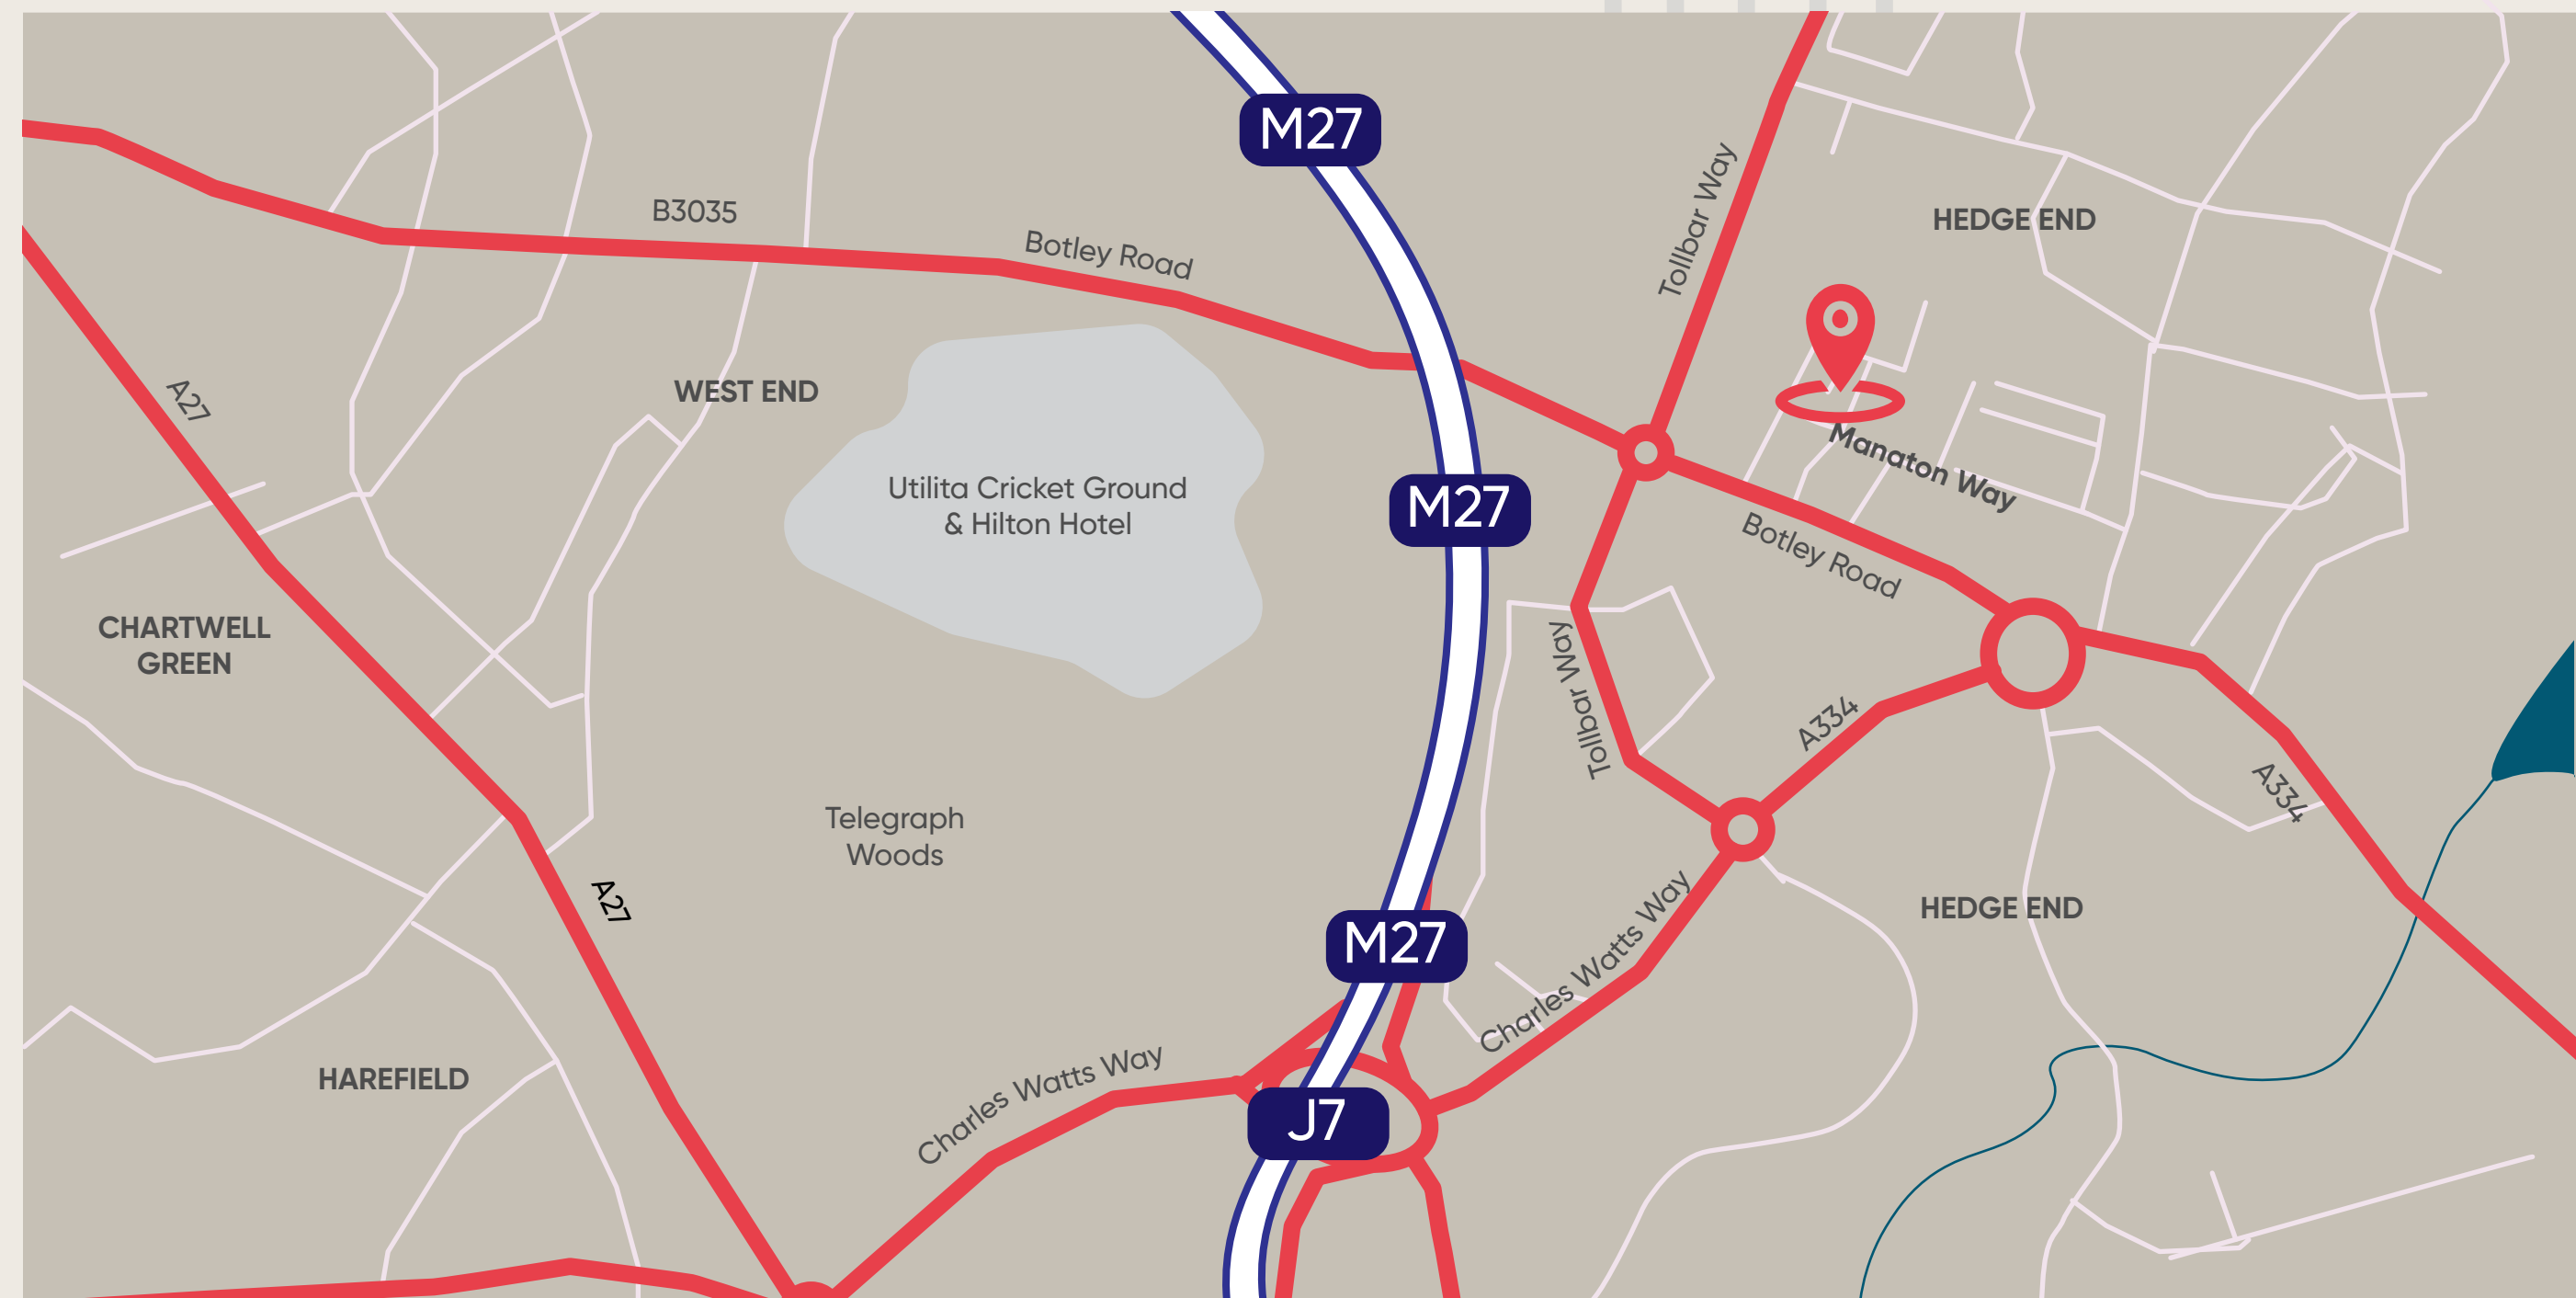 M27
Tollbar Way
B3035
HEDGE END
Botley Road
A27
WEST END
Manaton Way
Utilita Cricket Ground
& Hilton Hotel
M27
Botley Road
CHARTWELL
GREEN
Tollbar Way
A334
A334
Telegraph
Woods
A27
HEDGE END
M27
Charles Watts Way
HAREFIELD
Charles Watts Way
J7